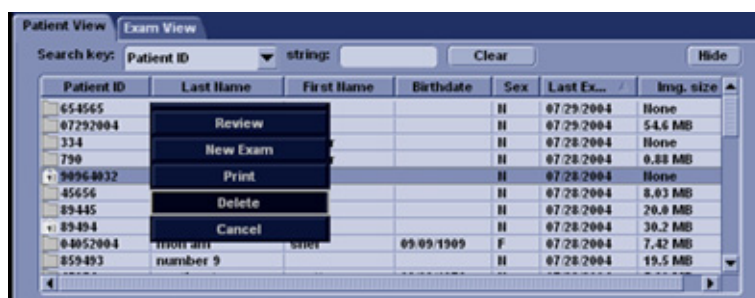 Patient View Exam View
Search key: Patient ID string: Clear Hide
Patient ID Last Name First Name Birthdate Sex Last Ex... Img. size
654565 N 07/29/2004 None
07292004 Review N 07/29/2004 54.6 MB
334 New Exam N 07/28/2004 None
790 N 07/28/2004 0.88 MB
90964032 Print N 07/28/2004 None
45656 N 07/28/2004 8.03 MB
89445 Delete N 07/28/2004 20.0 MB
89494 Cancel N 07/28/2004 30.2 MB
04052004 09/09/1909 F 07/28/2004 7.42 MB
859493 number 9 N 07/28/2004 19.5 MB